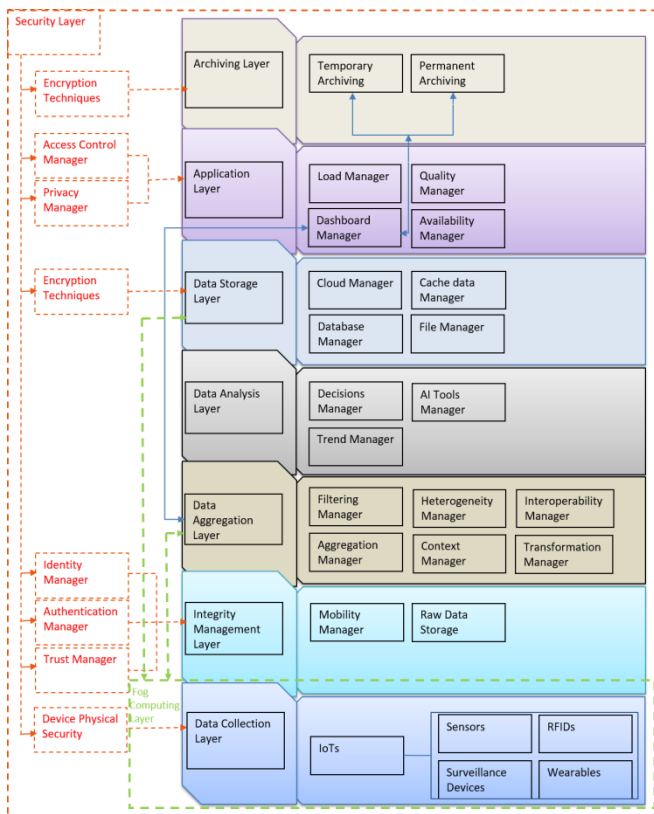 Security Layer
Encryption
Techniques
Access Control
Manager
Privacy
Manager
Encryption
Techniques
Identity
Manager
Authentication
Manager
Trust Manager
Device Physical
Security
Fog
Computing
Layer
Archiving Layer
Temporary
Archiving
Permanent
Archiving
Application
Layer
Load Manager
Quality
Manager
Dashboard
Manager
Availability
Manager
Data Storage
Layer
Cloud Manager
Cache data
Manager
Database
Manager
File Manager
Data Analysis
Layer
Decisions
Manager
AI Tools
Manager
Trend Manager
Data
Aggregation
Layer
Filtering
Manager
Heterogeneity
Manager
Interoperability
Manager
Aggregation
Manager
Context
Manager
Transformation
Manager
Integrity
Management
Layer
Mobility
Manager
Raw Data
Storage
Data Collection
Layer
IoTs
Sensors
RFIDs
Surveillance
Devices
Wearables